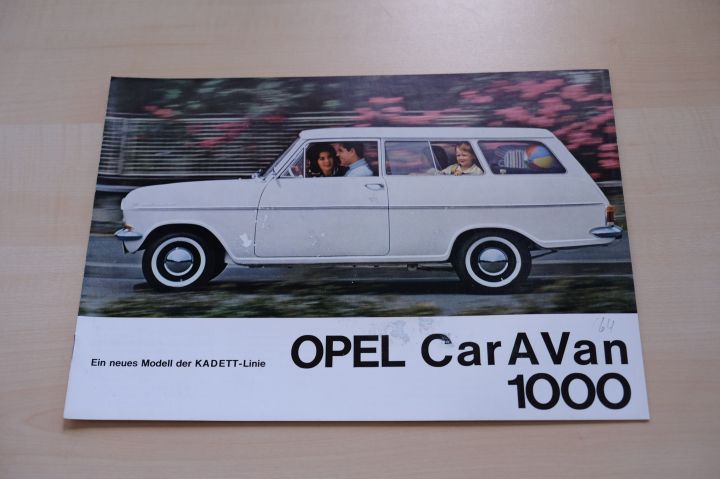 Ein neues Modell der KADETT-Linie
OPEL CarAVan
1000
64